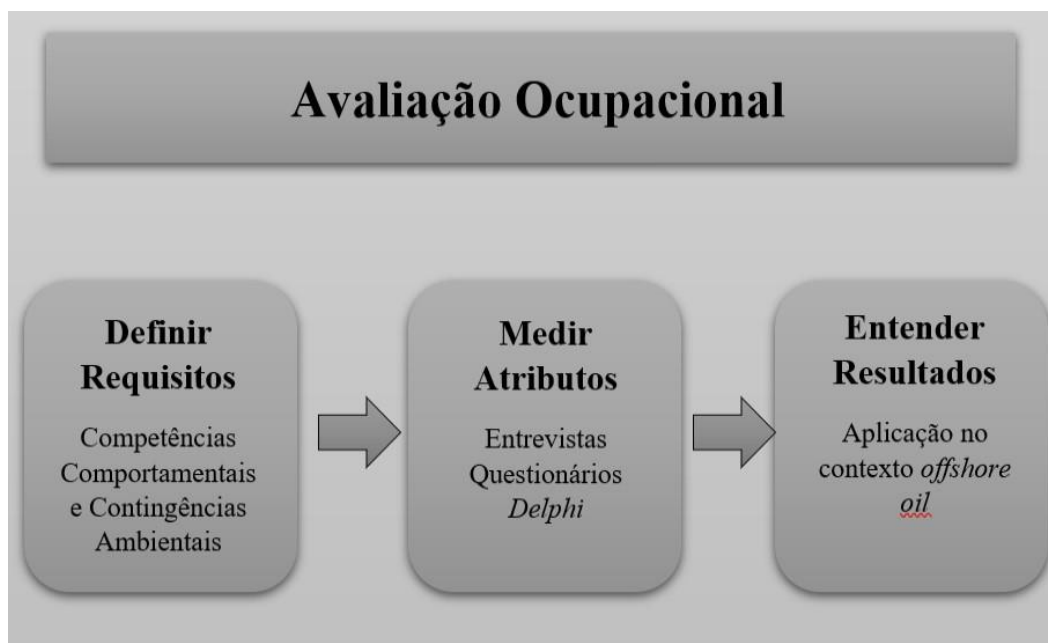 Avaliação Ocupacional
Definir
Requisitos
Competências
Comportamentais
e Contingências
Ambientais
Medir
Atributos
Entrevistas
Questionários
Delphi
Entender
Resultados
Aplicação no
contexto offshore
oil